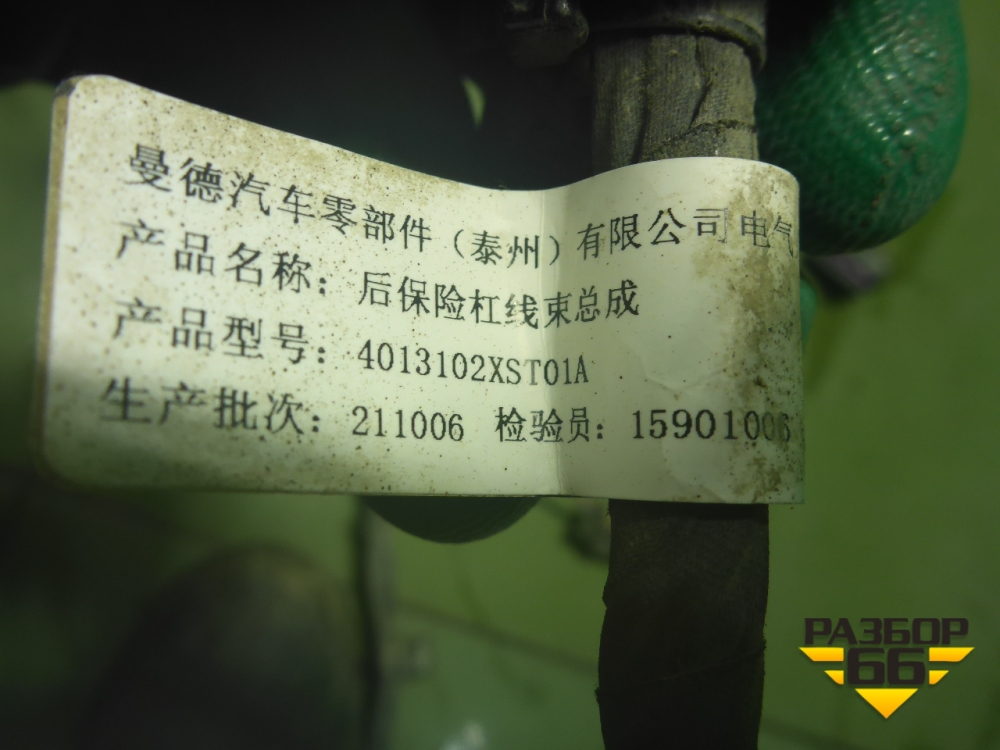 曼德汽车零部件（泰州）有限公司电气
产品名称：后保险杠线束总成
产品型号：4013102XST01A
生产批次：211006 检验员：15901006
РАЗБОР
66